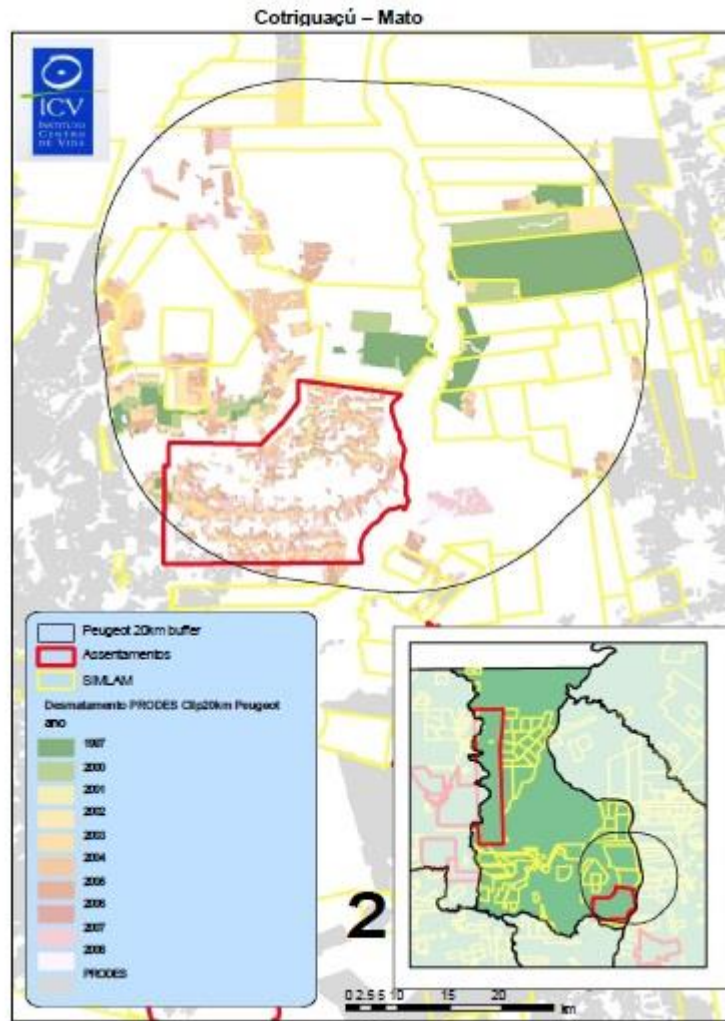 Cotriguaçú – Mato
ICV
INSTITUTO
CENTRO
DE VIDA
Peugeot 20km buffer
Assentamentos
SIMLAM
Desmatamento PRODES Clip20km Peugeot
ano
1997
2000
2001
2002
2003
2004
2005
2006
2007
2008
PRODES
2
0 2.5 5 10 15 20
km